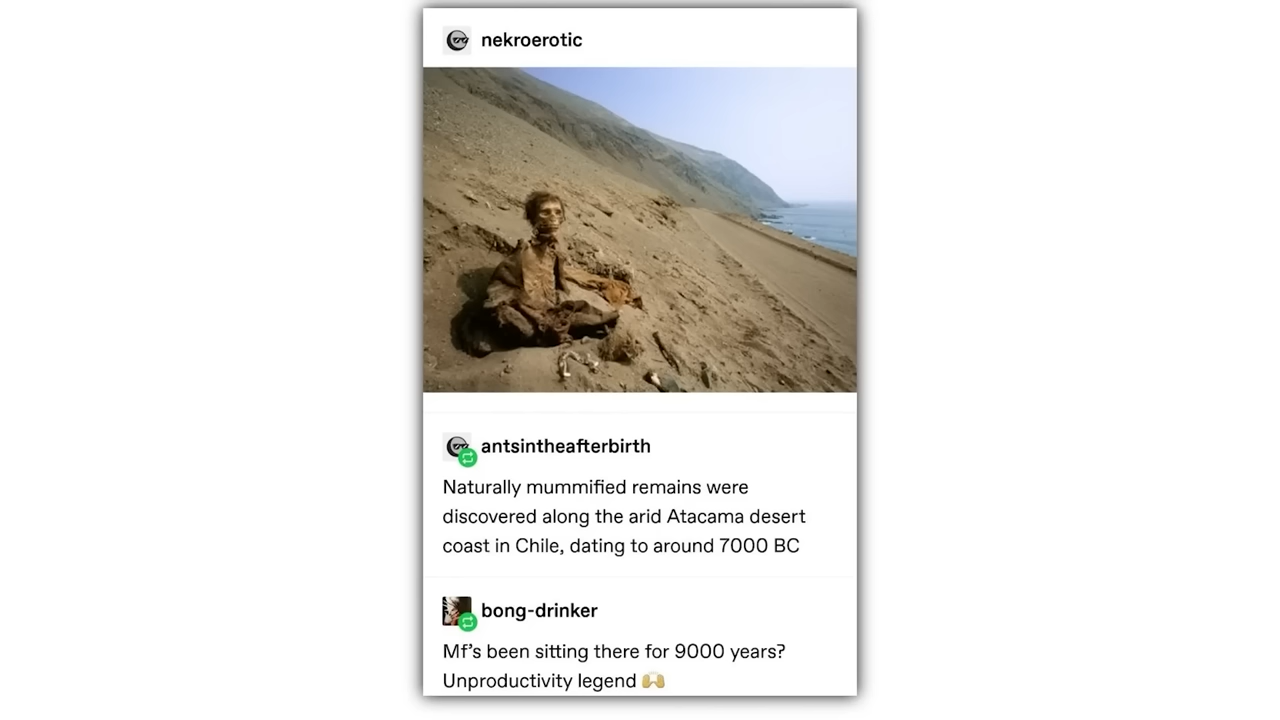 nekroerotic
antsintheafterbirth
Naturally mummified remains were
discovered along the arid Atacama desert
coast in Chile, dating to around 7000 BC
bong-drinker
Mf’s been sitting there for 9000 years?
Unproductivity legend 🙌🏼